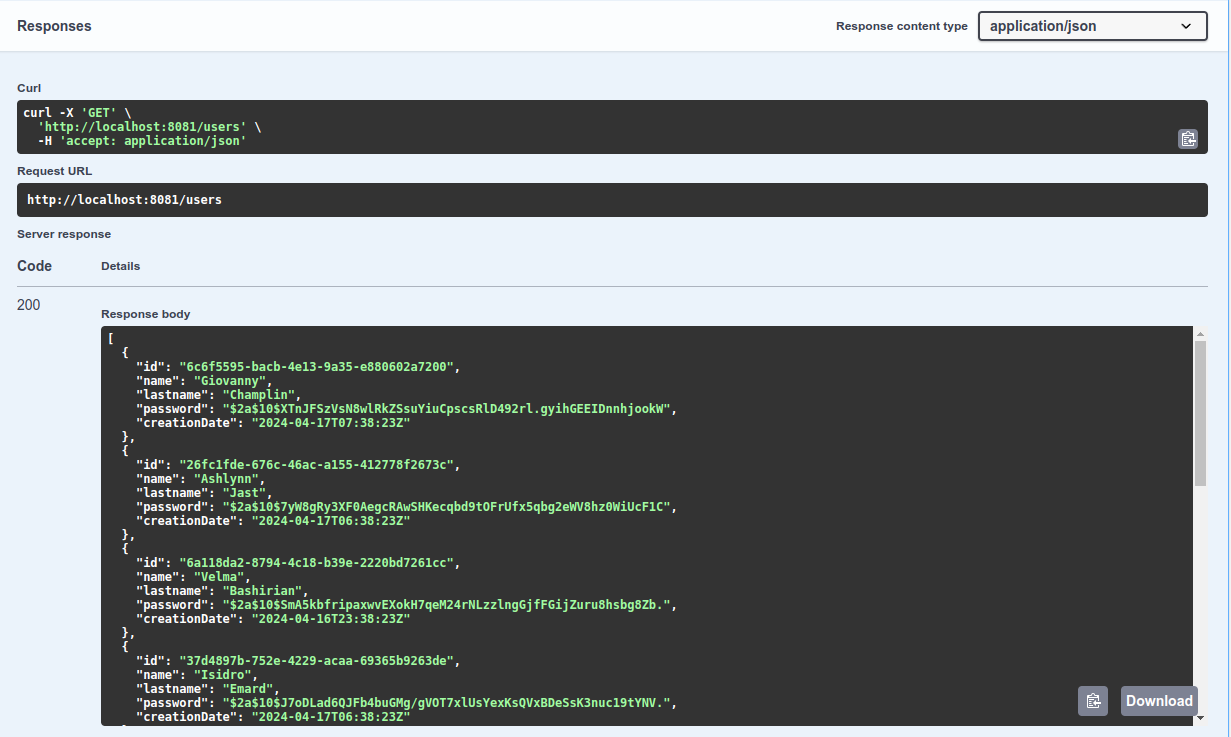 Responses
Response content type
application/json
Curl
curl -X 'GET' \
  'http://localhost:8081/users' \
  -H 'accept: application/json'
Request URL
http://localhost:8081/users
Server response
Code Details
200
Response body
[
  {
    "id": "6c6f5595-bacb-4e13-9a35-e880602a7200",
    "name": "Giovanny",
    "lastname": "Champlin",
    "password": "$2a$10$XTnJFSzVsN8wlRkZSsuYiuCpscsRlD492rl.gyihGEEIDnnhjookW",
    "creationDate": "2024-04-17T07:38:23Z"
  },
  {
    "id": "26fc1fde-676c-46ac-a155-412778f2673c",
    "name": "Ashlynn",
    "lastname": "Jast",
    "password": "$2a$10$7yW8gRy3XF0AegcRAwSHKecqbd9tOFrUfx5qbg2eWV8hz0WiUcF1C",
    "creationDate": "2024-04-17T06:38:23Z"
  },
  {
    "id": "6a118da2-8794-4c18-b39e-2220bd7261cc",
    "name": "Velma",
    "lastname": "Bashirian",
    "password": "$2a$10$SmA5kbfripaxwvEXokH7qeM24rNLzzlngGjfFGijZuru8hsbg8Zb.",
    "creationDate": "2024-04-16T23:38:23Z"
  },
  {
    "id": "37d4897b-752e-4229-acaa-69365b9263de",
    "name": "Isidro",
    "lastname": "Emard",
    "password": "$2a$10$J7oDLad6QJFb4buGMg/gVOT7xlUsYexKsQVxBDeSsK3nuc19tYNV.",
    "creationDate": "2024-04-17T06:38:23Z"
Download